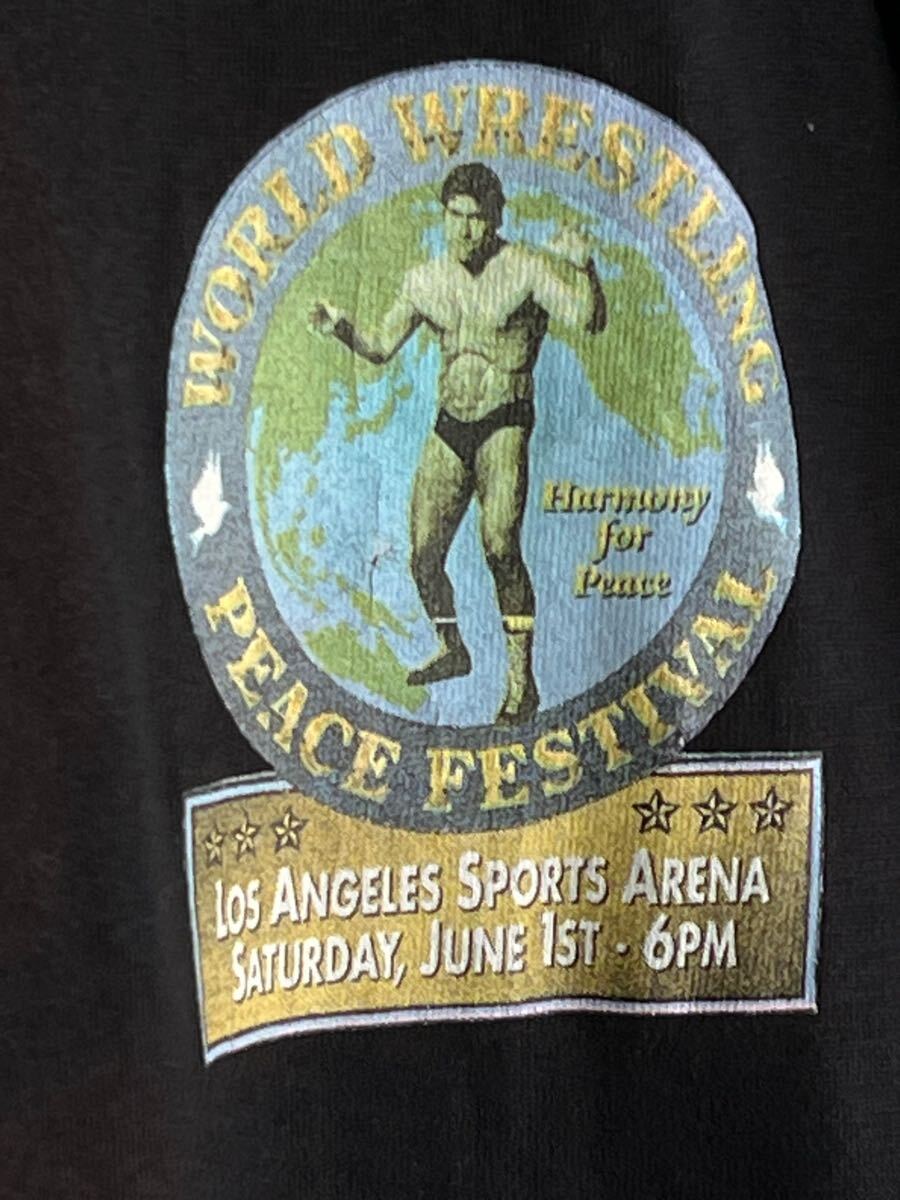 WORLD WRESTLING
Harmony
for
Peace
PEACE FESTIVAL
LOS ANGELES SPORTS ARENA
SATURDAY, JUNE 1ST - 6PM